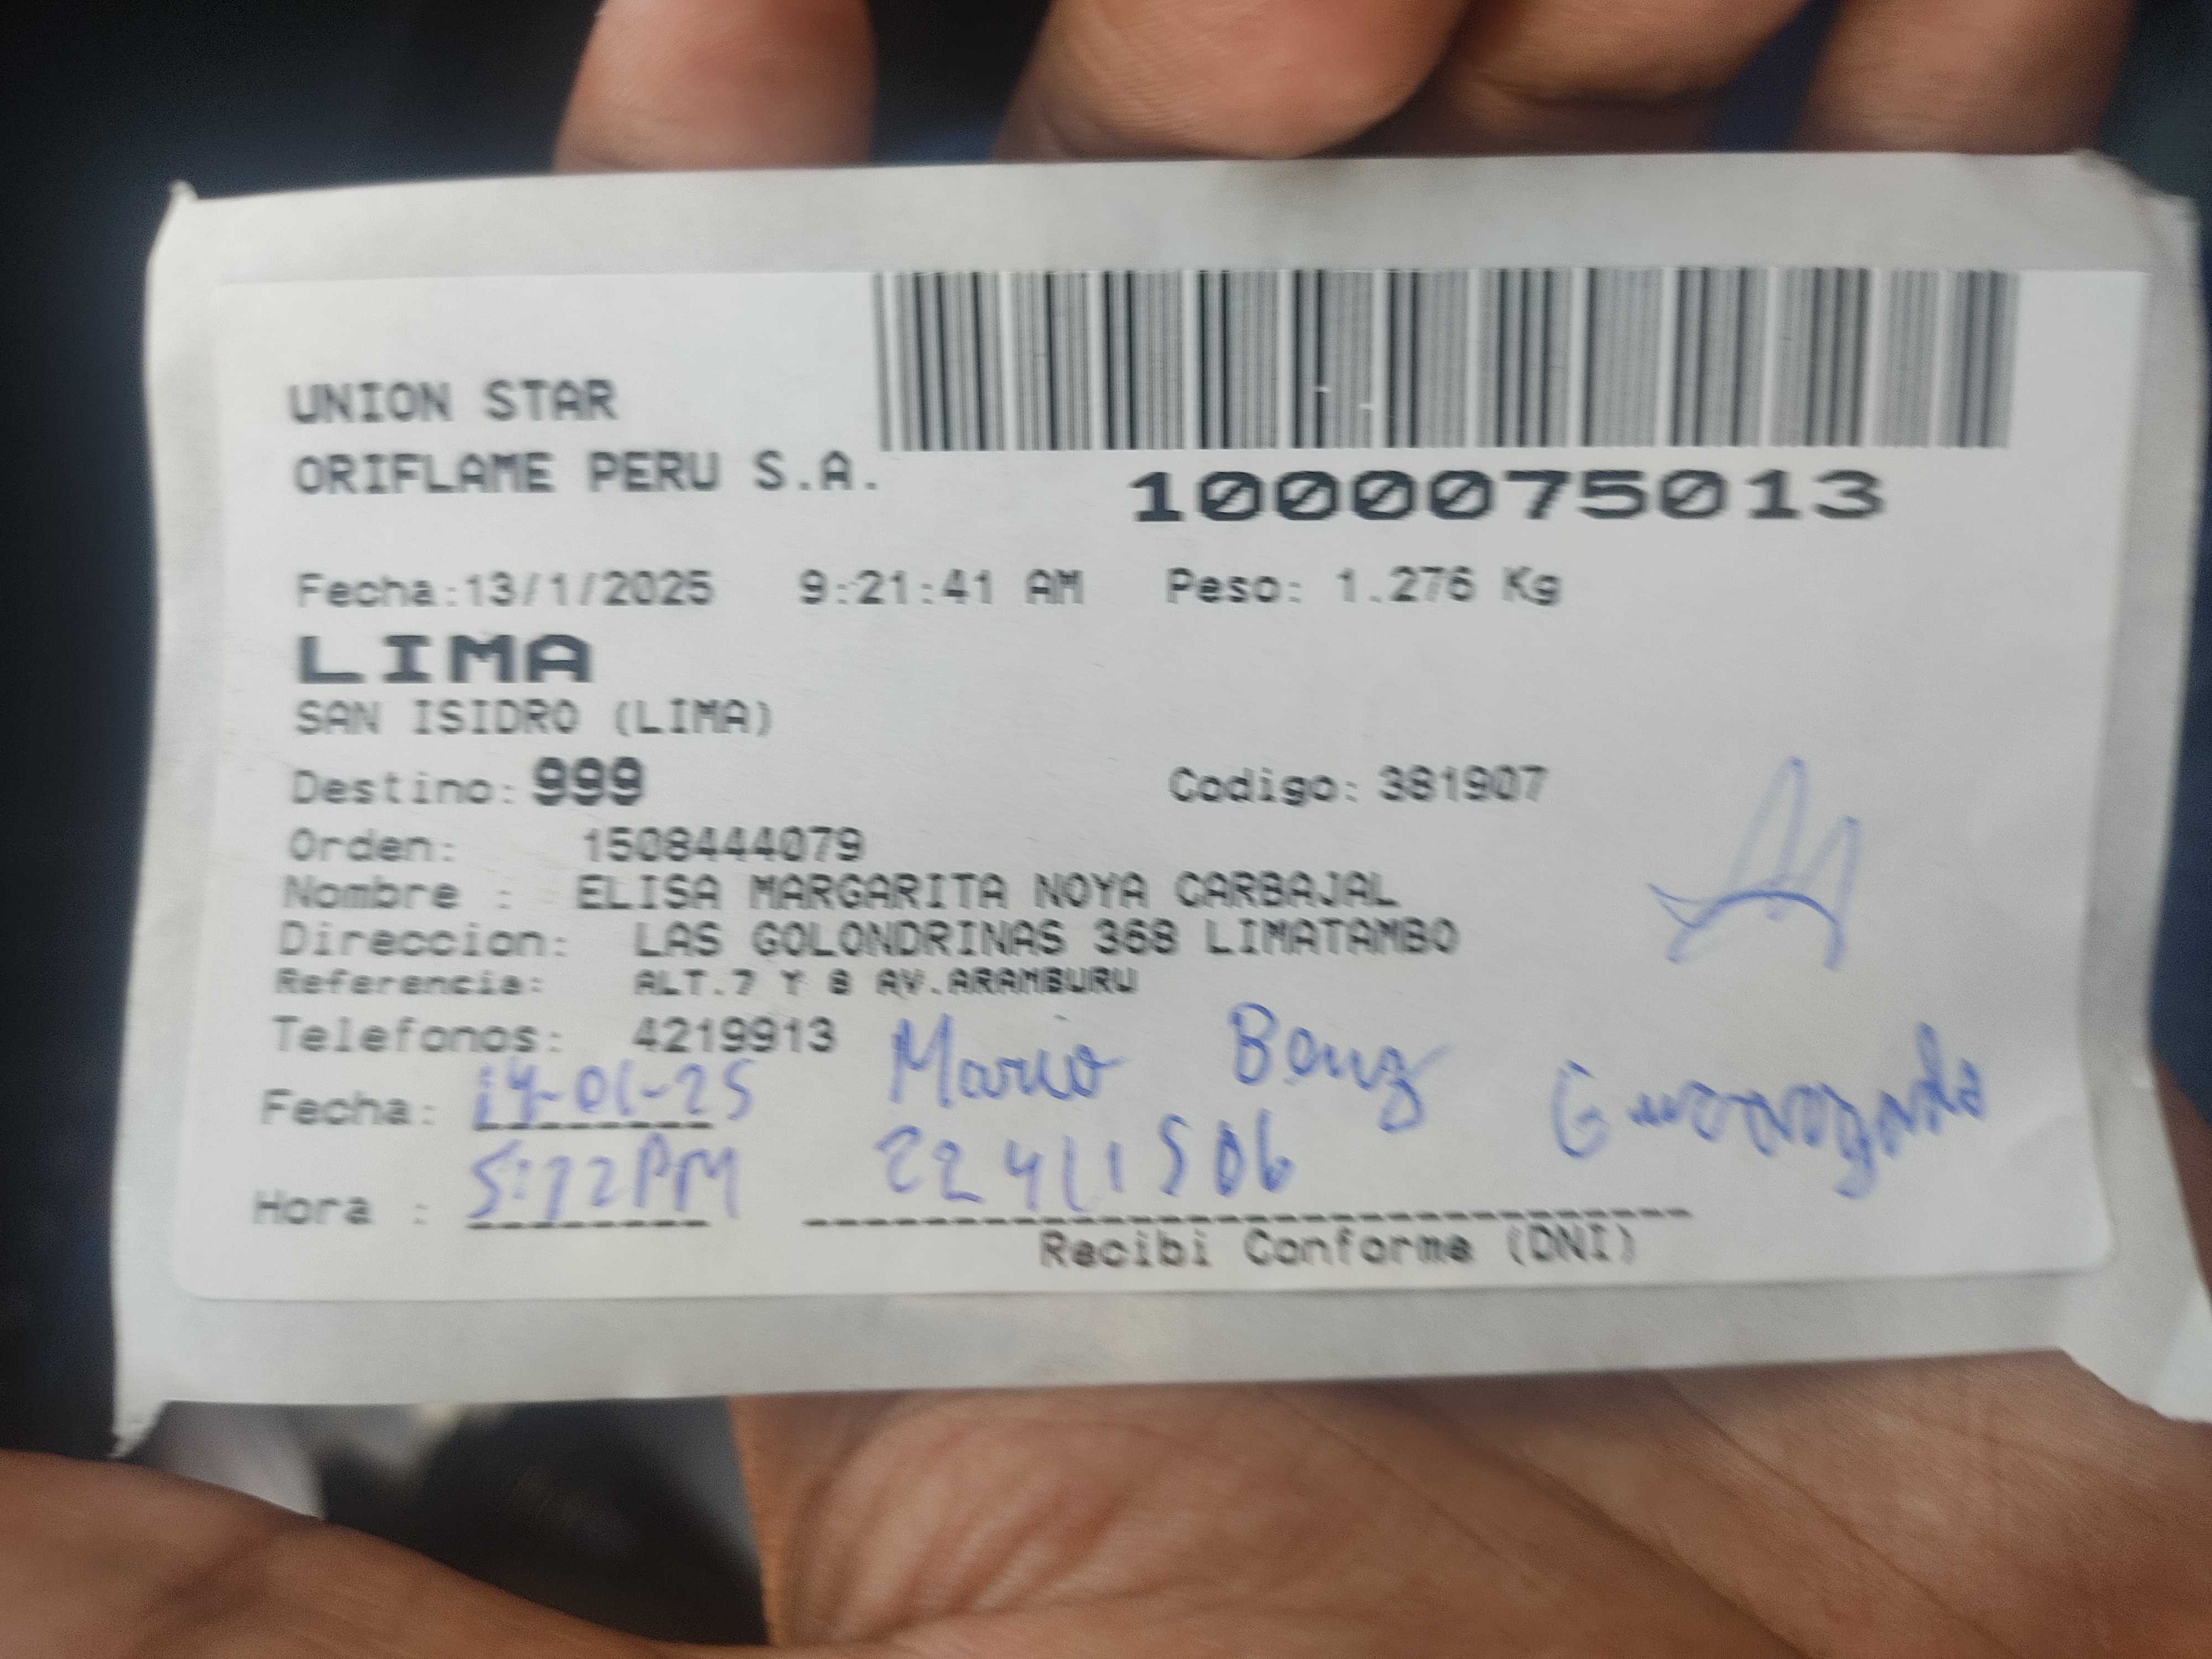 UNION STAR
ORIFLAME PERU S.A.
1000075013
Fecha:13/1/2025 9:21:41 AM Peso: 1.276 Kg
LIMA
SAN ISIDRO (LIMA)
Destino: 999 Codigo: 381907
Orden: 1508444079
Nombre : ELISA MARGARITA NOYA CARBAJAL
Direccion: LAS GOLONDRINAS 368 LIMATAMBO
Referencia: ALT.7 Y 8 AV.ARAMBURU
Telefonos: 4219913 Mario
Fecha: 14-01-25
Hora : 5:12PM 22411506
Recibi Conforme (DNI)